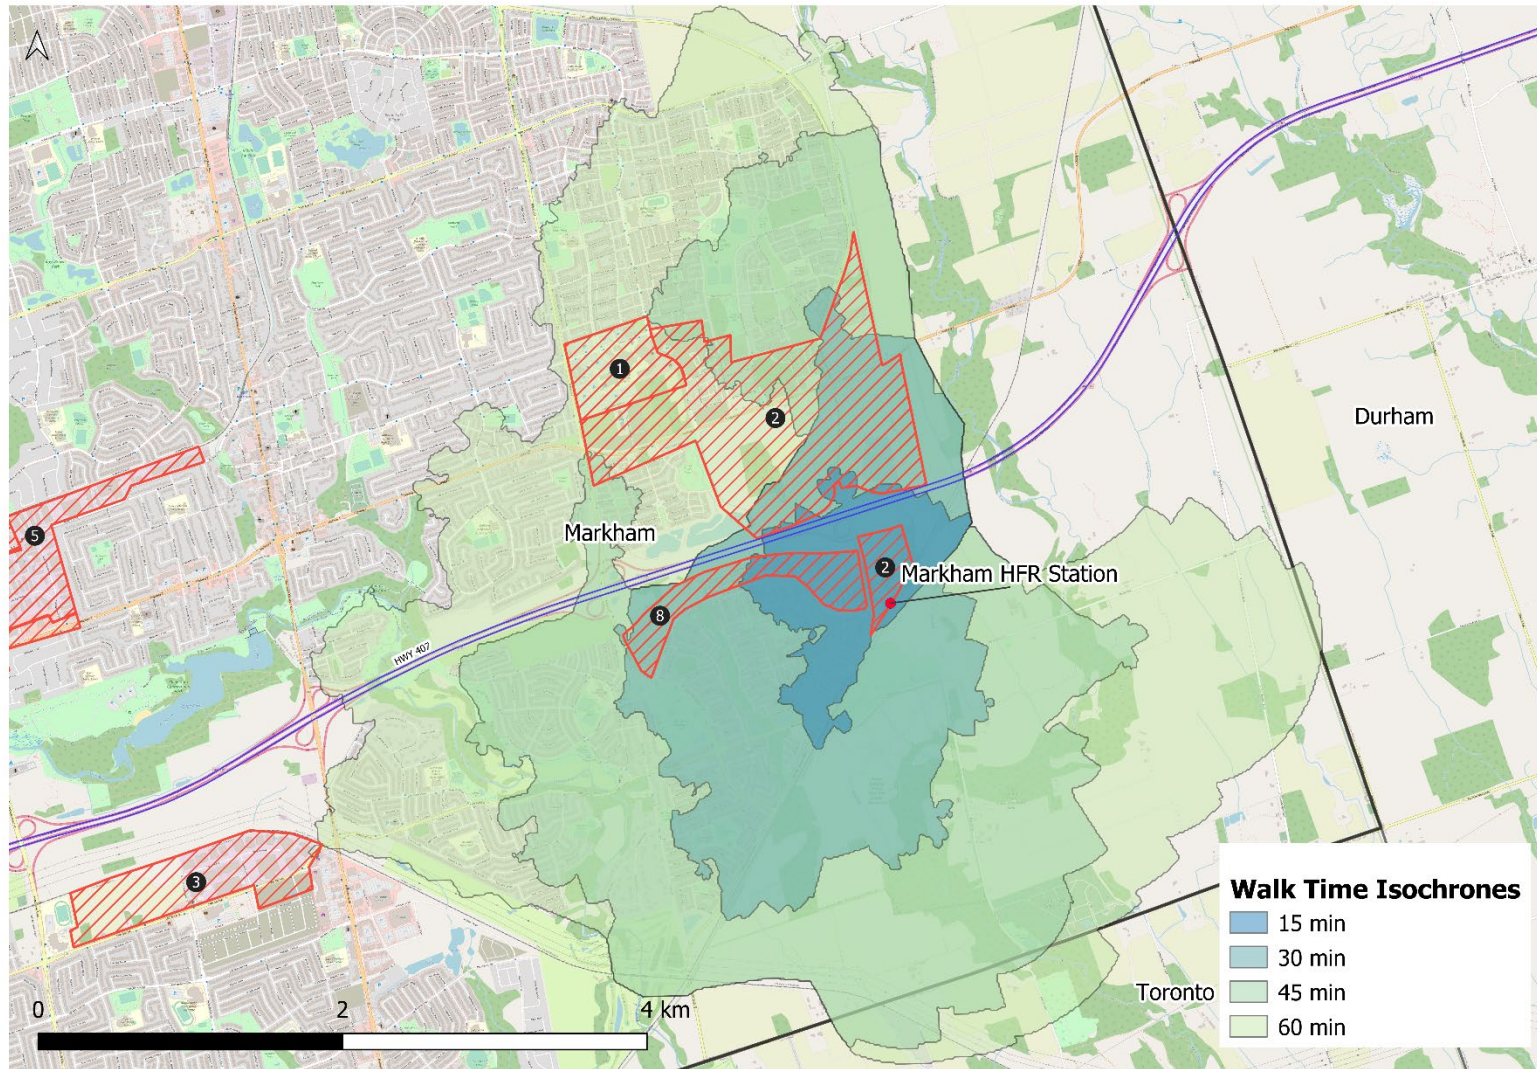 1
2
Durham
5
Markham
2
Markham HFR Station
8
HWY 407
3
Walk Time Isochrones
15 min
30 min
45 min
60 min
0 2 4 km
Toronto